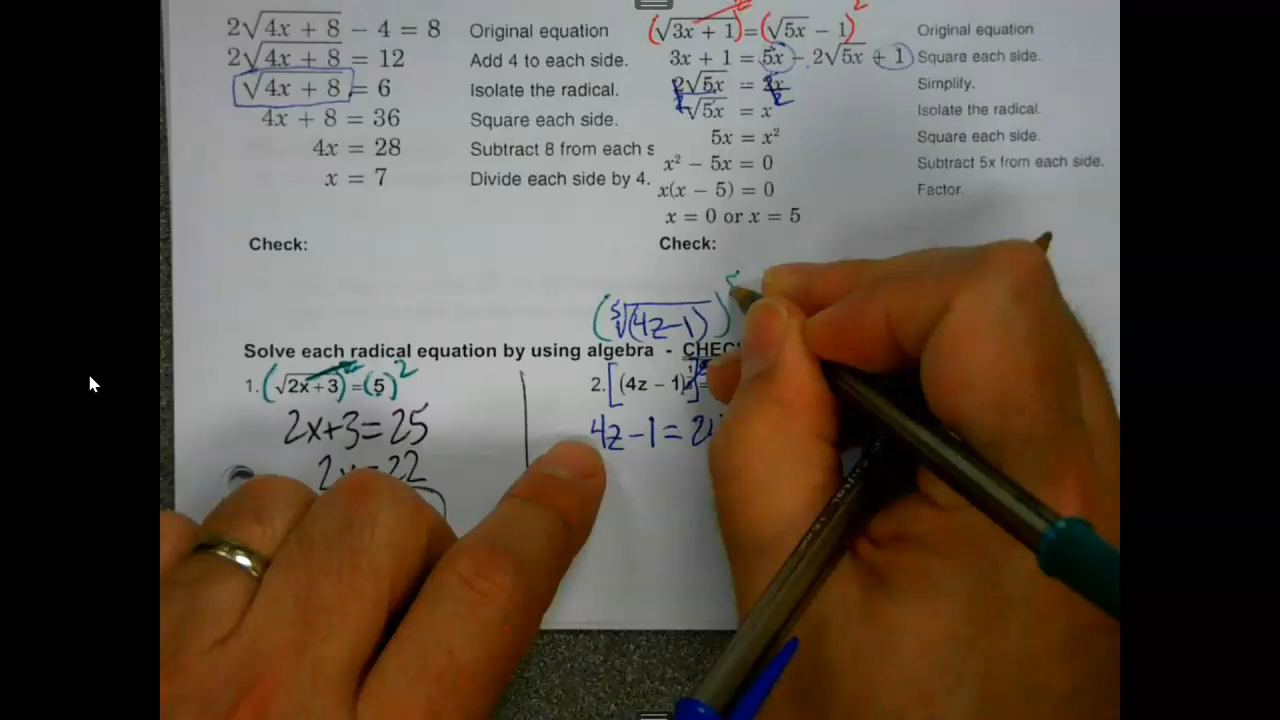 2√4x + 8 − 4 = 8 Original equation
2√4x + 8 = 12 Add 4 to each side.
√4x + 8 = 6 Isolate the radical.
4x + 8 = 36 Square each side.
4x = 28 Subtract 8 from each s
x = 7 Divide each side by 4.
Check:
(√3x + 1)² = (√5x − 1)² Original equation
3x + 1 = 5x − 2√5x + 1 Square each side.
2√5x = 2x Simplify.
√5x = x Isolate the radical.
5x = x² Square each side.
x² − 5x = 0 Subtract 5x from each side.
x(x − 5) = 0 Factor.
x = 0 or x = 5
Check:
(⁵√(4z−1))⁵
Solve each radical equation by using algebra - CHEC
1. (√2x + 3)² = (5)²
2x+3=25
2x=22
2. [(4z − 1)
4z−1=